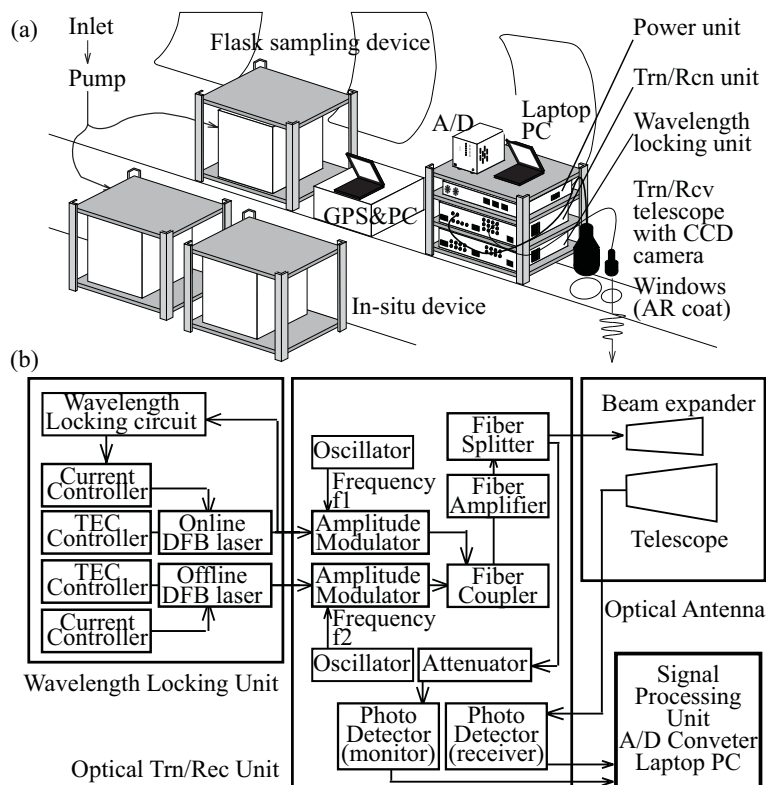 (a)
Inlet
Pump
Flask sampling device
A/D
Laptop
PC
GPS&PC
In-situ device
Power unit
Trn/Rcn unit
Wavelength
locking unit
Trn/Rcv
telescope
with CCD
camera
Windows
(AR coat)
(b)
Wavelength
Locking circuit
Current
Controller
TEC
Controller
Online
DFB laser
TEC
Controller
Offline
DFB laser
Current
Controller
Wavelength Locking Unit
Oscillator
Frequency
f1
Amplitude
Modulator
Amplitude
Modulator
Frequency
f2
Oscillator
Fiber
Splitter
Fiber
Amplifier
Fiber
Coupler
Attenuator
Photo
Detector
(monitor)
Photo
Detector
(receiver)
Optical Trn/Rec Unit
Beam expander
Telescope
Optical Antenna
Signal
Processing
Unit
A/D Conveter
Laptop PC